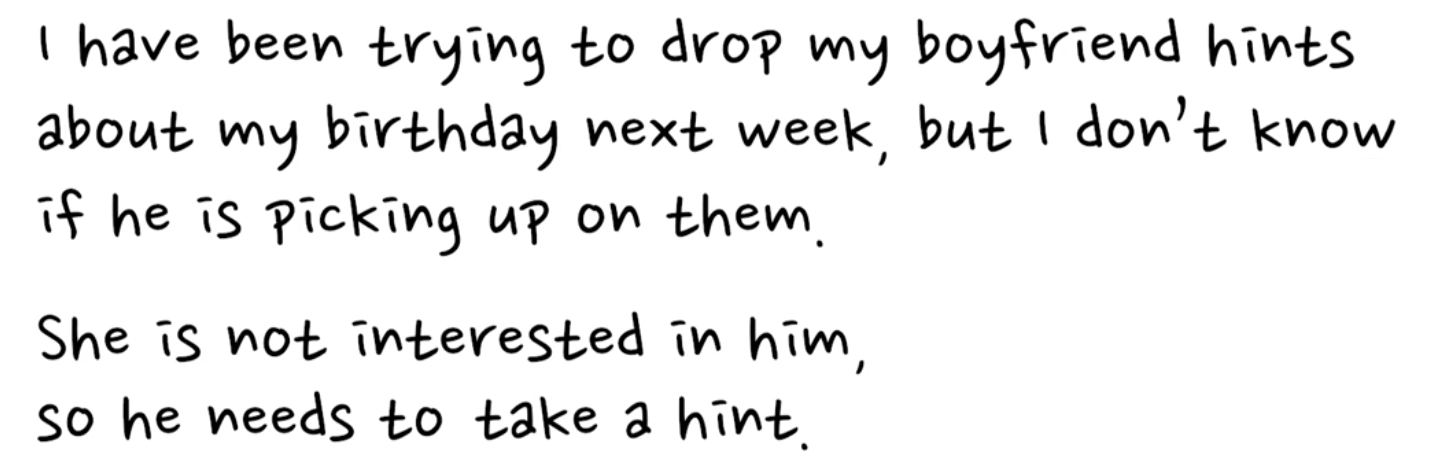 I have been trying to drop my boyfriend hints
about my birthday next week, but I don't know
if he is picking up on them.
She is not interested in him,
so he needs to take a hint.